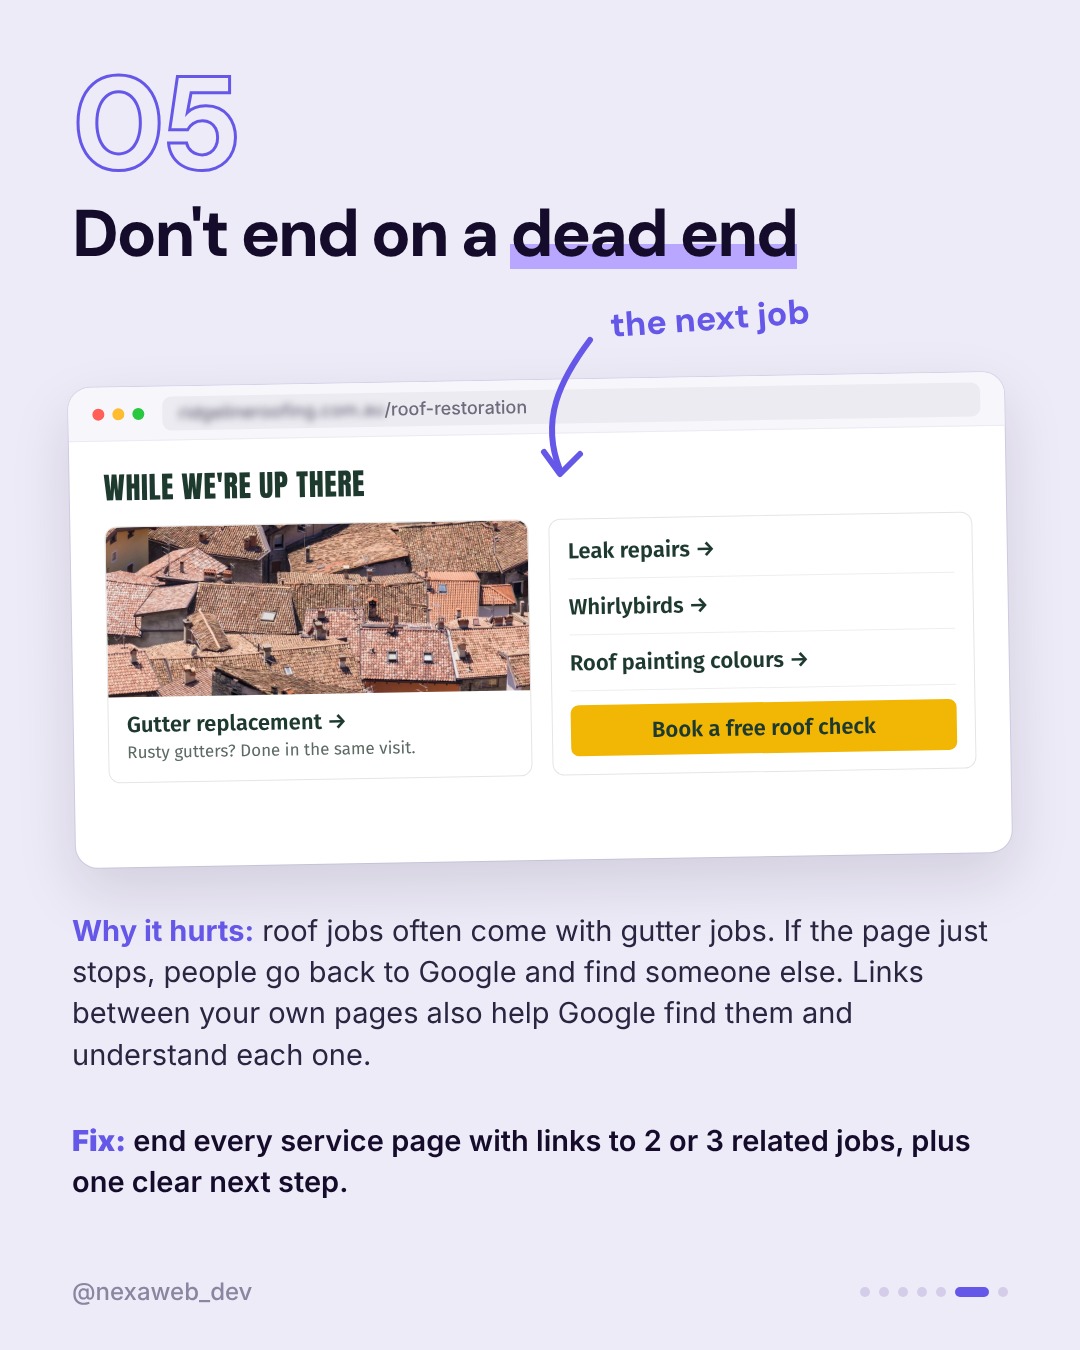 05
Don't end on a dead end
the next job
/roof-restoration
WHILE WE'RE UP THERE
Gutter replacement →
Rusty gutters? Done in the same visit.
Leak repairs →
Whirlybirds →
Roof painting colours →
Book a free roof check
Why it hurts: roof jobs often come with gutter jobs. If the page just
stops, people go back to Google and find someone else. Links
between your own pages also help Google find them and
understand each one.
Fix: end every service page with links to 2 or 3 related jobs, plus
one clear next step.
@nexaweb_dev